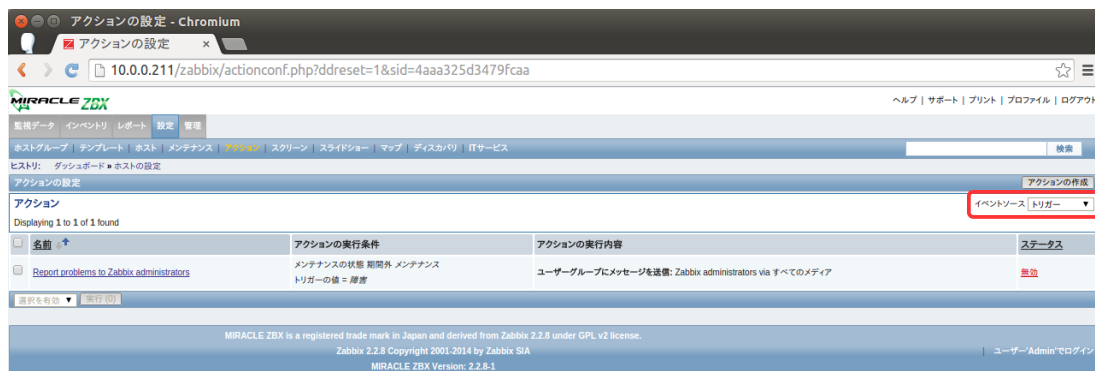 アクションの設定 - Chromium
アクションの設定 ×
10.0.0.211/zabbix/actionconf.php?ddreset=1&sid=4aaa325d3479fcaa
MIRACLE ZBX
ヘルプ | サポート | プリント | プロファイル | ログアウト
監視データ インベントリ レポート 設定 管理
ホストグループ | テンプレート | ホスト | メンテナンス | アクション | スクリーン | スライドショー | マップ | ディスカバリ | ITサービス 検索
ヒストリ: ダッシュボード » ホストの設定
アクションの設定 アクションの作成
アクション イベントソース トリガー
Displaying 1 to 1 of 1 found
名前 アクションの実行条件 アクションの実行内容 ステータス
メンテナンスの状態 期間外 メンテナンス
Report problems to Zabbix administrators ユーザーグループにメッセージを送信: Zabbix administrators via すべてのメディア 無効
トリガーの値 = 障害
選択を有効 実行 (0)
MIRACLE ZBX is a registered trade mark in Japan and derived from Zabbix 2.2.8 under GPL v2 license.
Zabbix 2.2.8 Copyright 2001-2014 by Zabbix SIA | ユーザー'Admin'でログイン
MIRACLE ZBX Version: 2.2.8-1